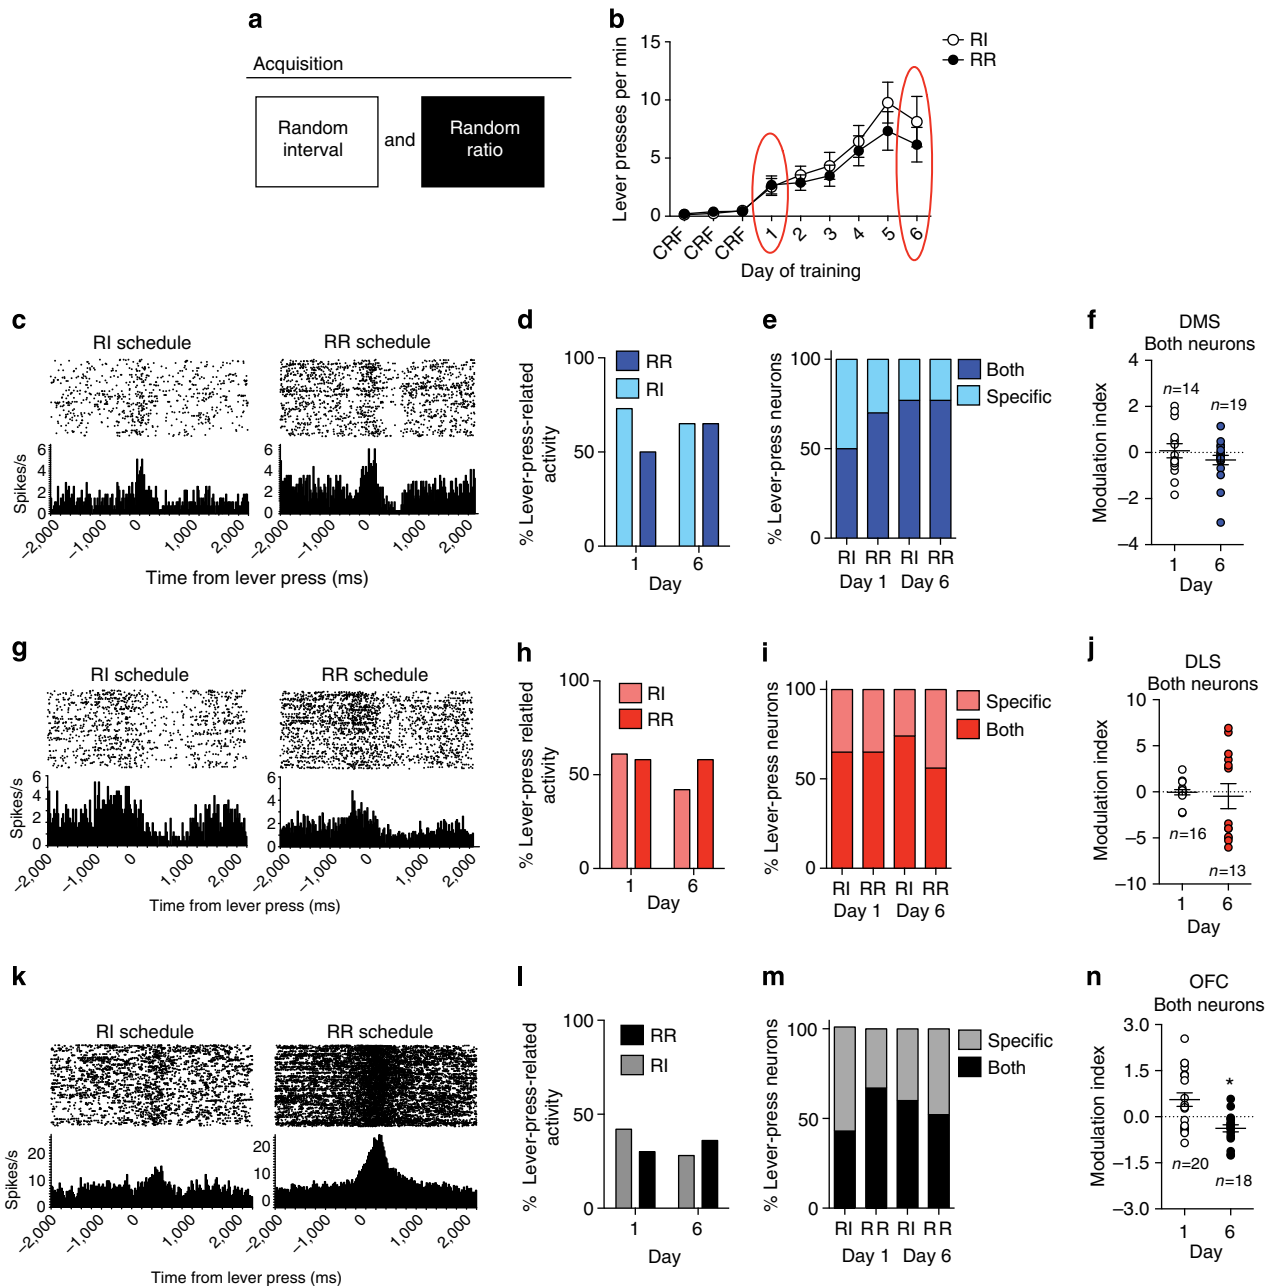 a
Acquisition
Random interval
and
Random ratio
b
Lever presses per min
15
10
5
0
CRF CRF CRF 1 2 3 4 5 6
Day of training
RI
RR
c
RI schedule
RR schedule
Spikes/s
6
4
2
0
6
4
2
0
–2,000 –1,000 0 1,000 2,000
–2,000 –1,000 0 1,000 2,000
Time from lever press (ms)
d
% Lever-press-related activity
100
50
0
RR
RI
1 6
Day
e
% Lever-press neurons
100
50
0
Both
Specific
RI RR RI RR
Day 1 Day 6
f
DMS
Both neurons
Modulation index
4
2
0
–2
–4
n=14
n=19
1 6
Day
g
RI schedule
RR schedule
Spikes/s
6
4
2
0
6
4
2
0
–2,000 –1,000 0 1,000 2,000
–2,000 –1,000 0 1,000 2,000
Time from lever press (ms)
h
% Lever-press relatied activity
100
50
0
RI
RR
1 6
Day
i
% Lever-press neurons
100
50
0
Specific
Both
RI RR RI RR
Day 1 Day 6
j
DLS
Both neurons
Modulation index
10
5
0
–5
–10
n=16
n=13
1 6
Day
k
RI schedule
RR schedule
Spikes/s
20
10
0
20
10
0
–2,000 –1,000 0 1,000 2,000
–2,000 –1,000 0 1,000 2,000
Time from lever press (ms)
l
% Lever-press-related activity
100
50
0
RR
RI
1 6
Day
m
% Lever-press neurons
100
50
0
Specific
Both
RI RR RI RR
Day 1 Day 6
n
OFC
Both neurons
Modulation index
3.0
1.5
0.0
–1.5
–3.0
*
n=20
n=18
1 6
Day